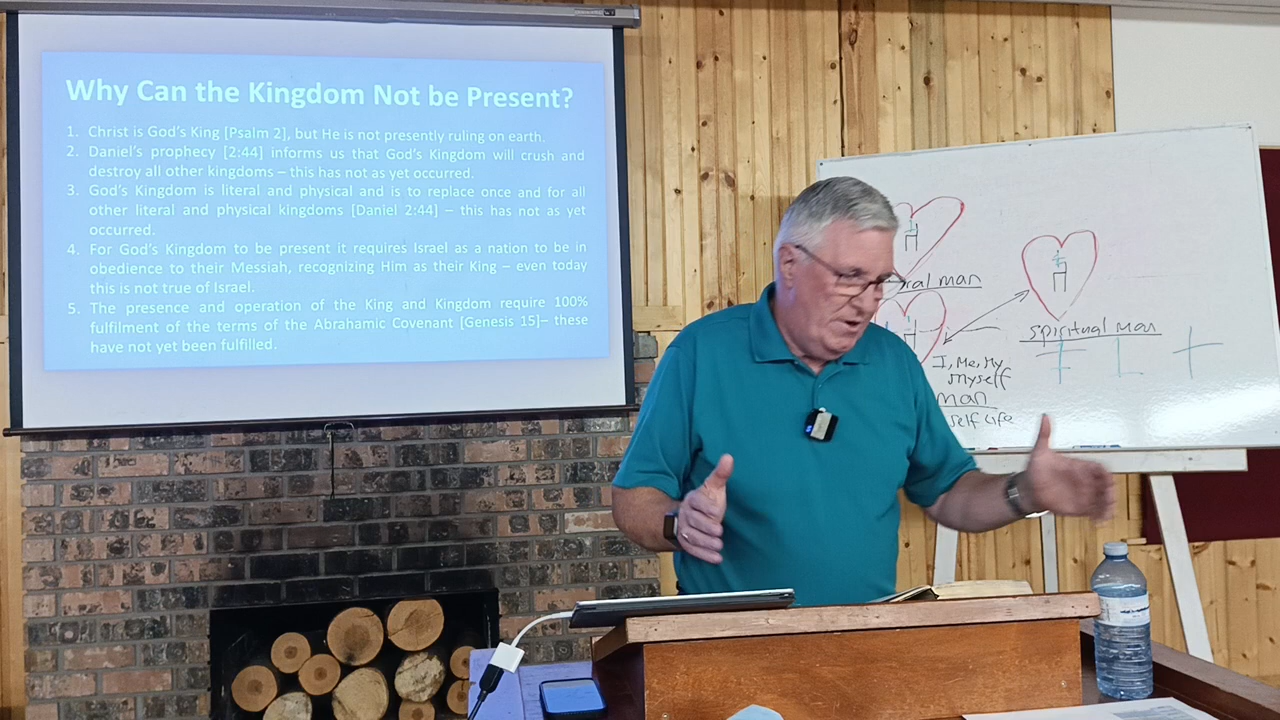 Why Can the Kingdom Not be Present?
1. Christ is God's King [Psalm 2], but He is not presently ruling on earth.
2. Daniel's prophecy [2:44] informs us that God's Kingdom will crush and
destroy all other kingdoms – this has not as yet occurred.
3. God's Kingdom is literal and physical and is to replace once and for all
other literal and physical kingdoms [Daniel 2:44] – this has not as yet
occurred.
4. For God's Kingdom to be present it requires Israel as a nation to be in
obedience to their Messiah, recognizing Him as their King – even today
this is not true of Israel.
5. The presence and operation of the King and Kingdom require 100%
fulfilment of the terms of the Abrahamic Covenant [Genesis 15]– these
have not yet been fulfilled.
man
spiritual man
I, Me, My
Myself
man
self life